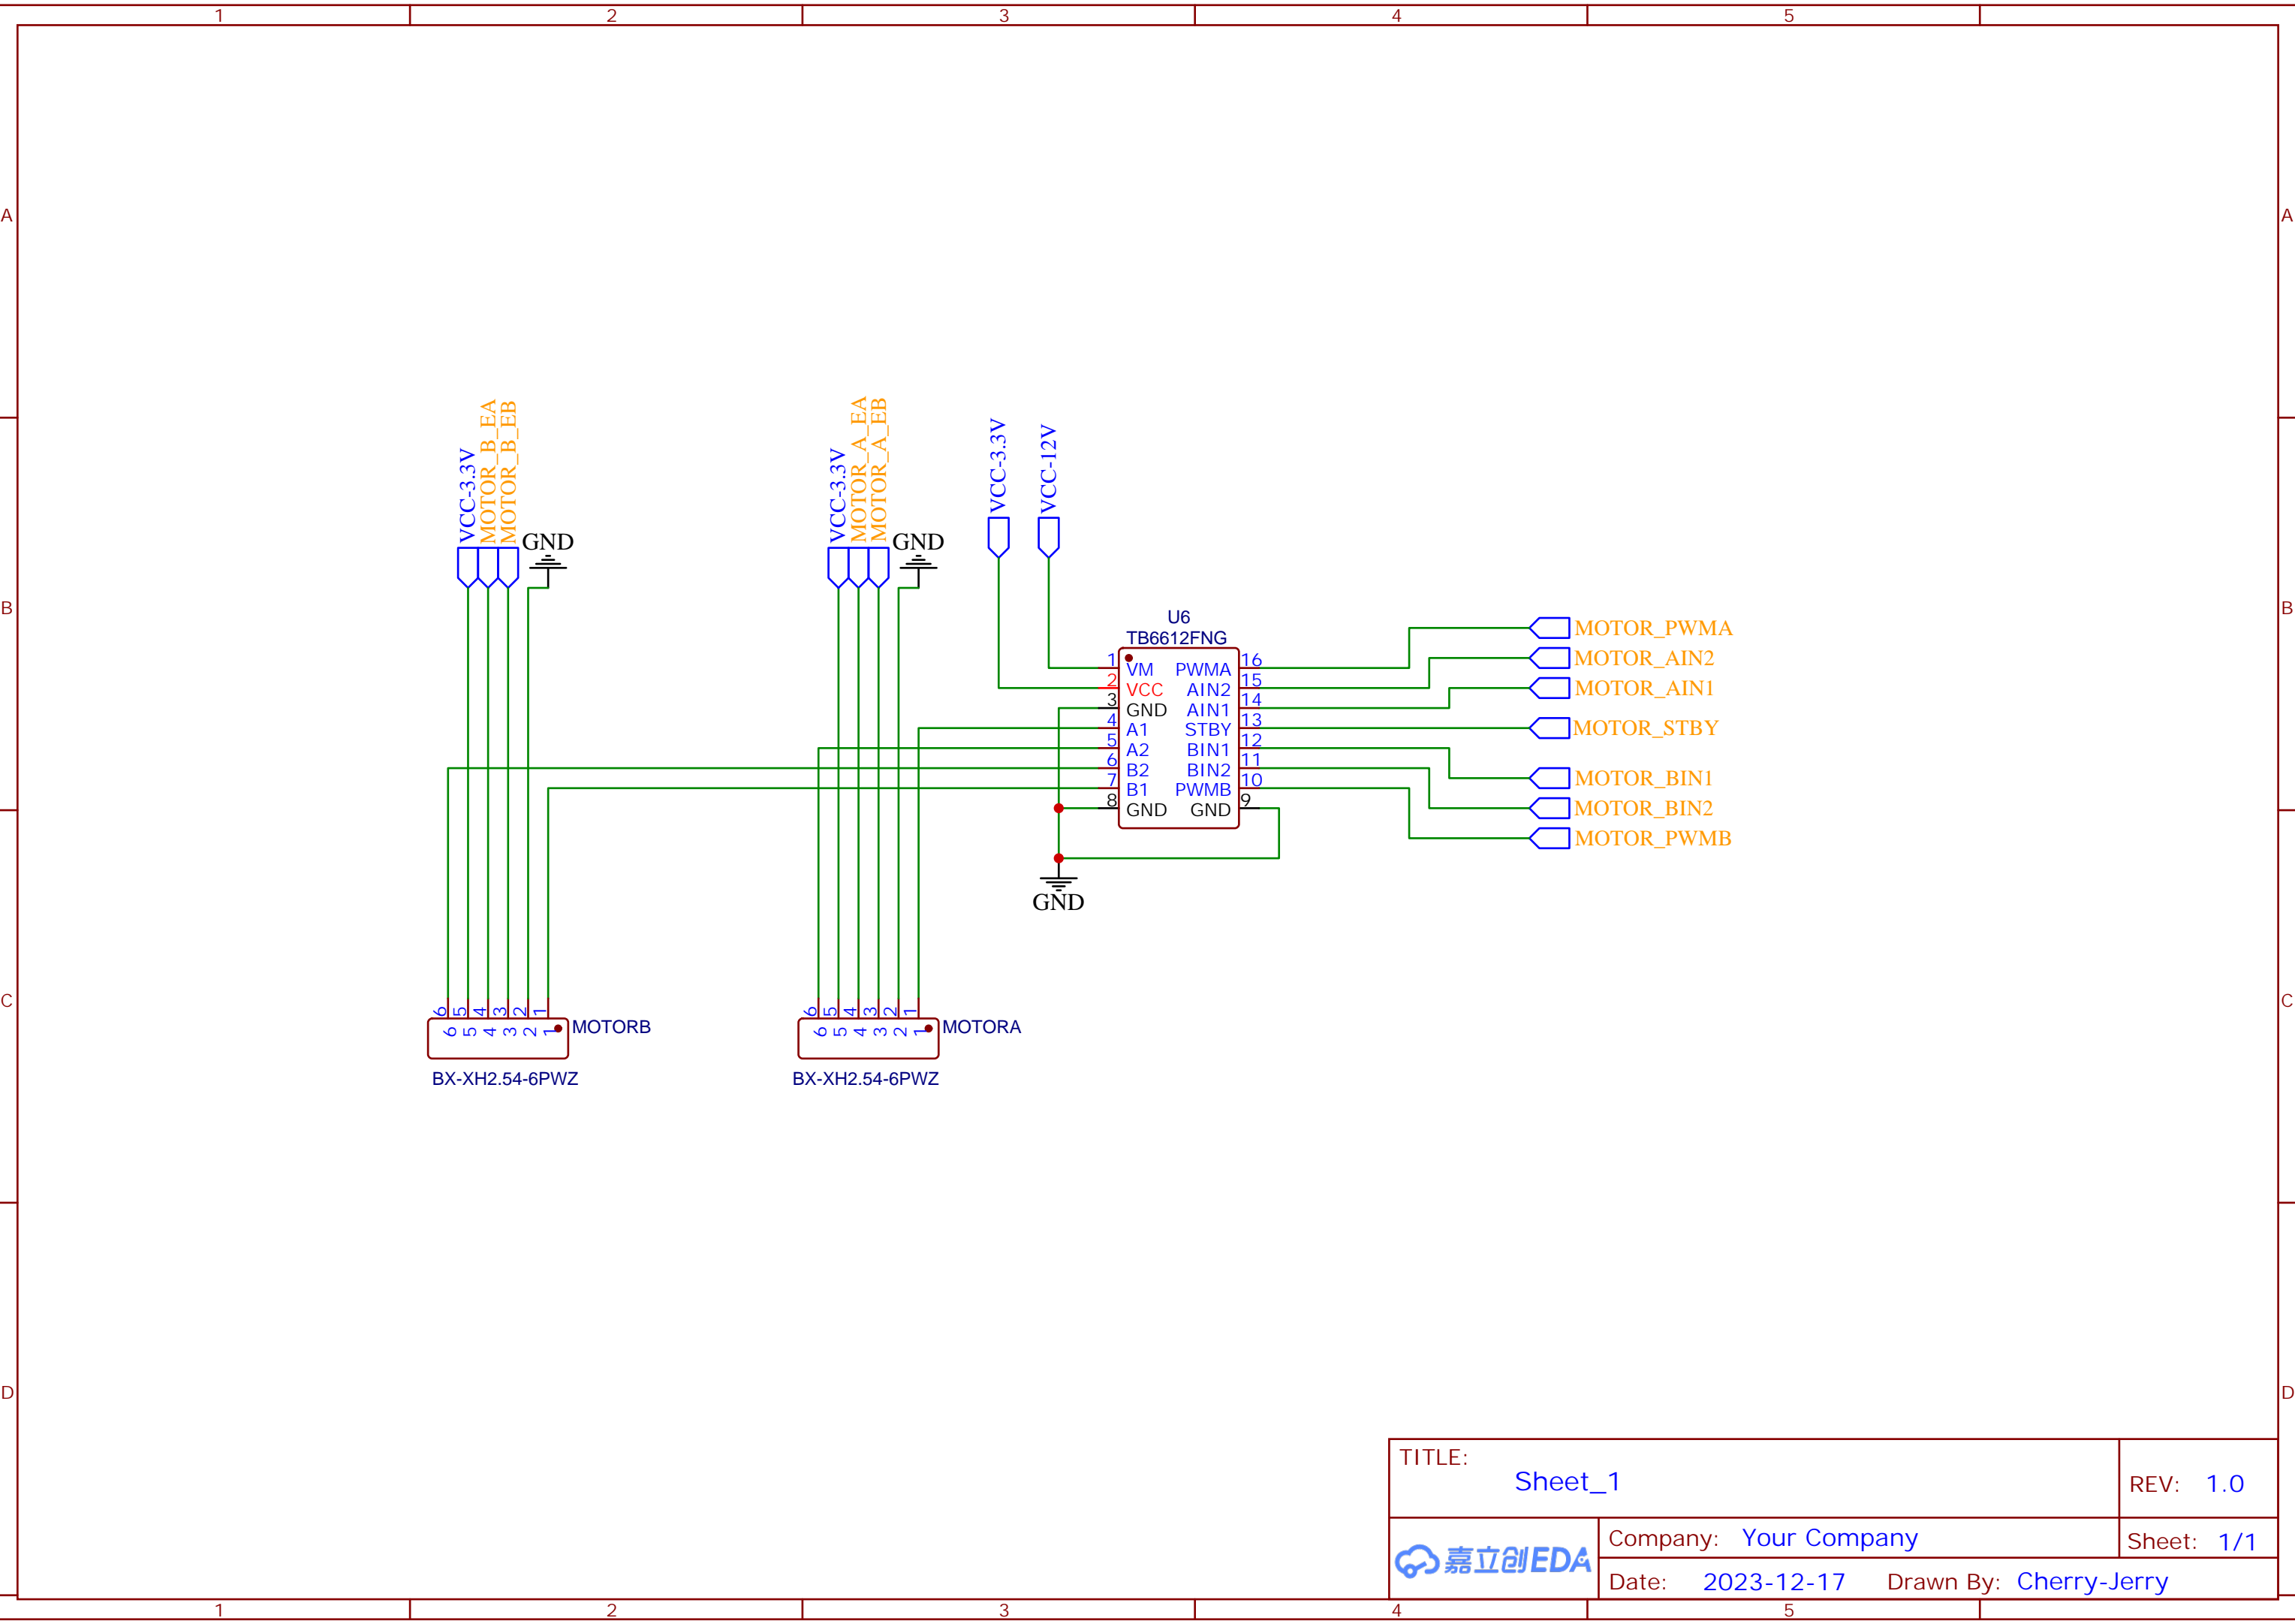 1 2 3 4 5
A A
B B
C C
D D
VCC-3.3V
MOTOR_B_EA
MOTOR_B_EB
GND
VCC-3.3V
MOTOR_A_EA
MOTOR_A_EB
GND
VCC-3.3V
VCC-12V
U6
TB6612FNG
1 VM PWMA 16
2 VCC AIN2 15
3 GND AIN1 14
4 A1 STBY 13
5 A2 BIN1 12
6 B2 BIN2 11
7 B1 PWMB 10
8 GND GND 9
MOTOR_PWMA
MOTOR_AIN2
MOTOR_AIN1
MOTOR_STBY
MOTOR_BIN1
MOTOR_BIN2
MOTOR_PWMB
GND
6 5 4 3 2 1
6 5 4 3 2 1
MOTORB
BX-XH2.54-6PWZ
6 5 4 3 2 1
6 5 4 3 2 1
MOTORA
BX-XH2.54-6PWZ
TITLE:
Sheet_1
REV: 1.0
嘉立创EDA
Company: Your Company
Sheet: 1/1
Date: 2023-12-17 Drawn By: Cherry-Jerry
1 2 3 4 5